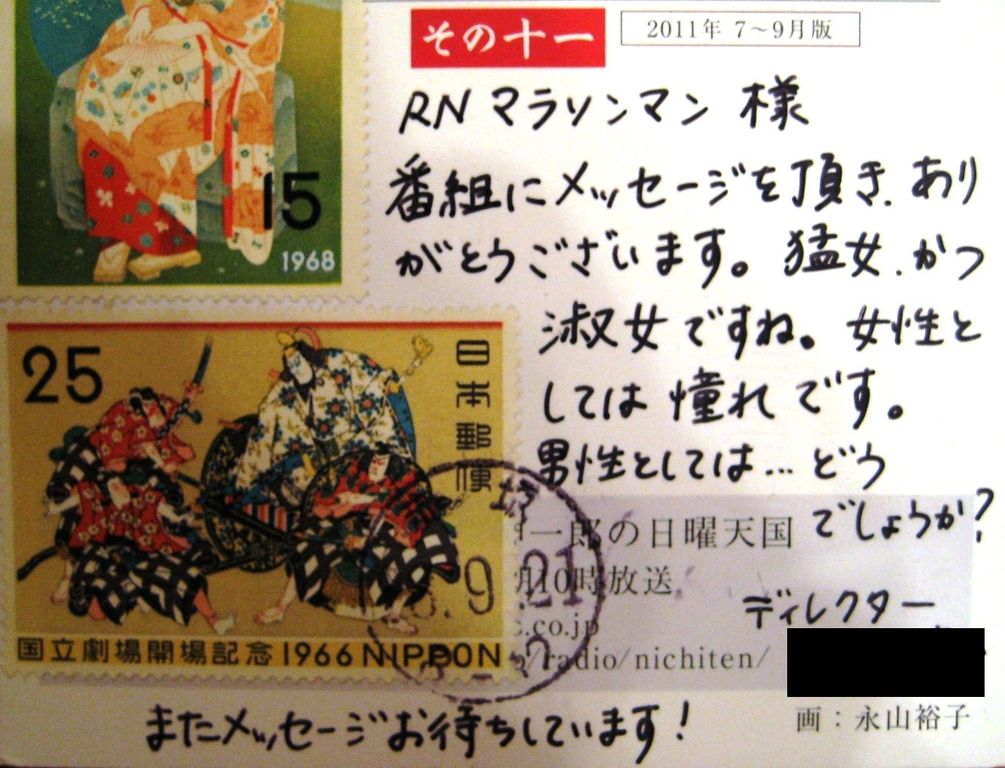 その十一
2011年 7〜9月版
RN マラソンマン 様
番組にメッセージを頂き、あり
がとうございます。猛女、かつ
淑女ですね。女性と
しては 憧れです。
男性としては… どう
でしょうか?
一郎の日曜天国
10時放送
ディレクター
.co.jp
/radio/nichiten/
画：永山裕子
またメッセージお待ちしています!
15
1968
25
日本郵便
国立劇場開場記念 1966 NIPPON
9.21